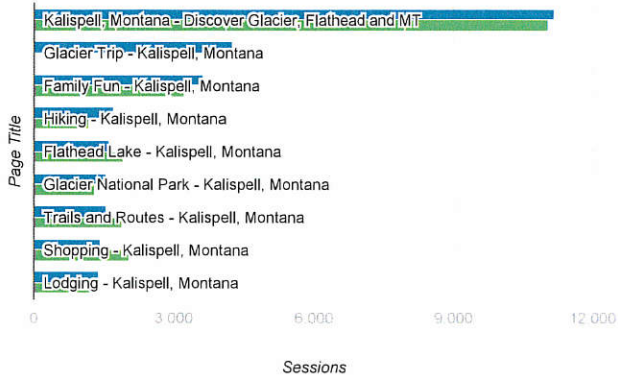 Kalispell, Montana - Discover Glacier, Flathead and MT
Glacier Trip - Kalispell, Montana
Family Fun - Kalispell, Montana
Hiking - Kalispell, Montana
Flathead Lake - Kalispell, Montana
Glacier National Park - Kalispell, Montana
Trails and Routes - Kalispell, Montana
Shopping - Kalispell, Montana
Lodging - Kalispell, Montana
Page Title
0 3 000 6 000 9 000 12 000
Sessions